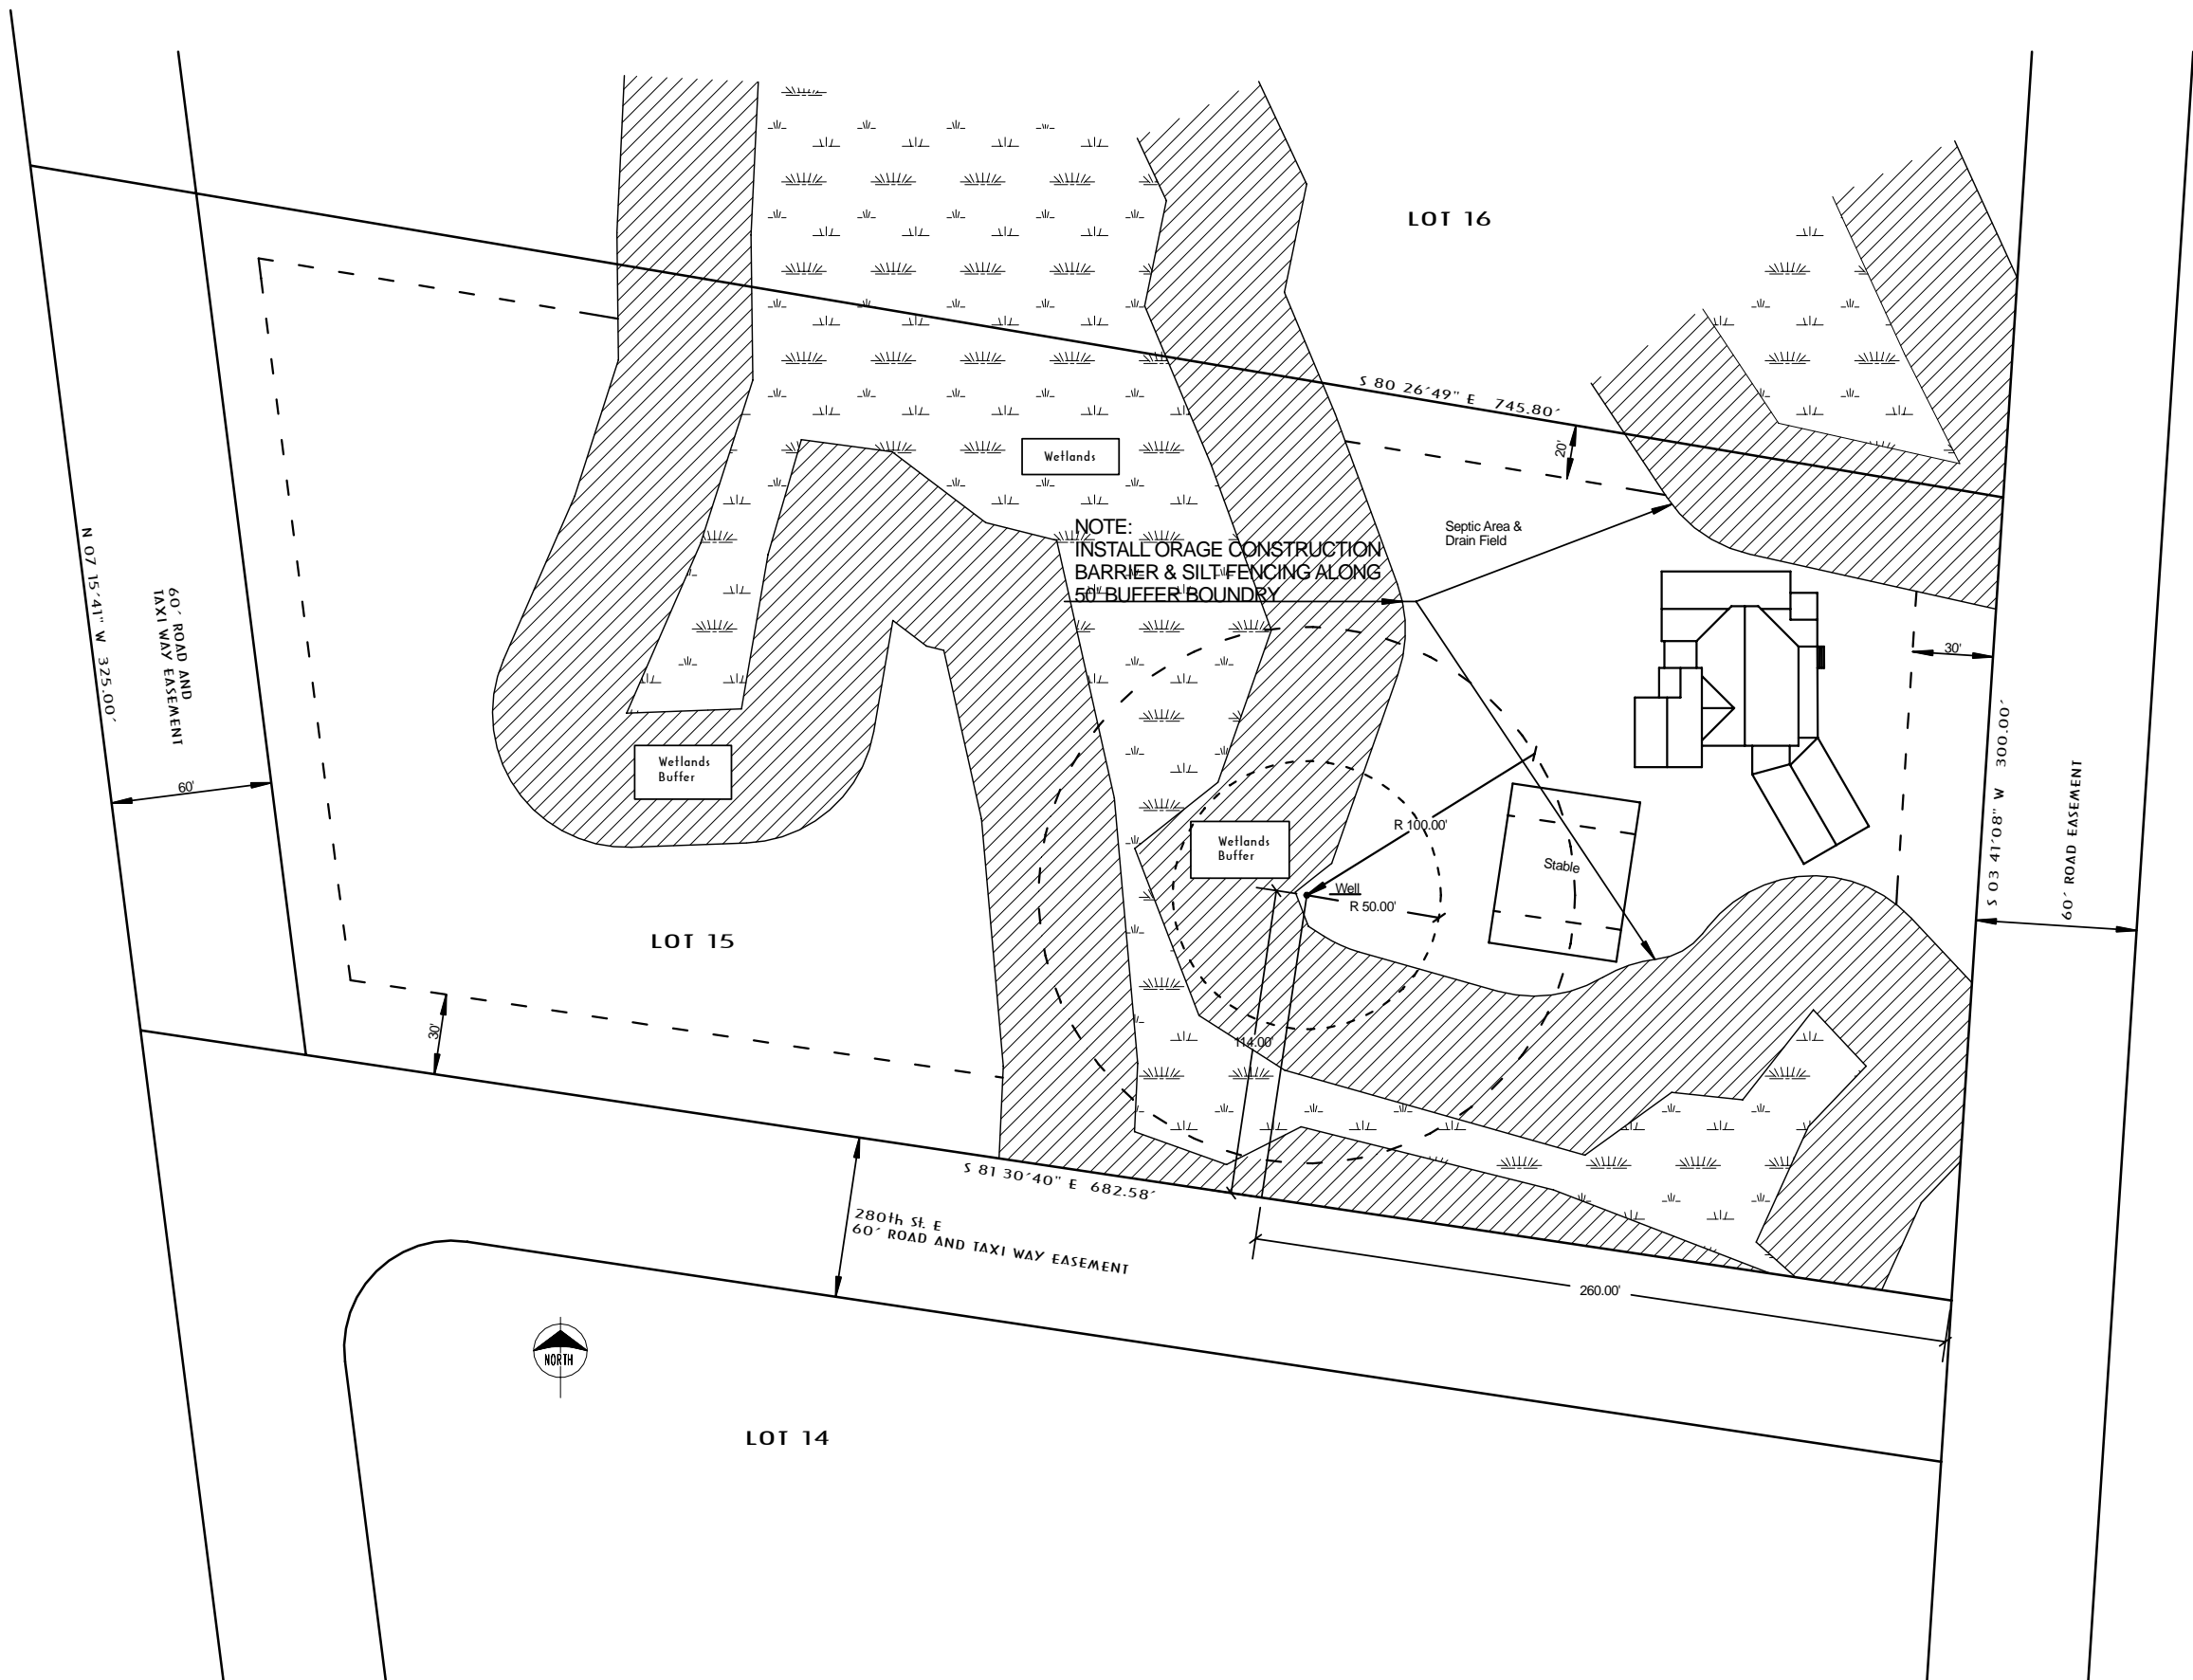 LOT 16
S 80 26'49" E 745.80'
20'
Wetlands
NOTE:
INSTALL ORAGE CONSTRUCTION
BARRIER & SILT FENCING ALONG
50' BUFFER BOUNDRY
Septic Area &
Drain Field
N 07 15'41" W 325.00'
60' ROAD AND
TAXI WAY EASEMENT
60'
30'
S 03 41'08" W 300.00'
60' ROAD EASEMENT
Wetlands
Buffer
R 100.00'
Wetlands
Buffer
Stable
Well
R 50.00'
LOT 15
30'
114.00'
S 81 30'40" E 682.58'
280th St. E
60' ROAD AND TAXI WAY EASEMENT
260.00'
NORTH
LOT 14